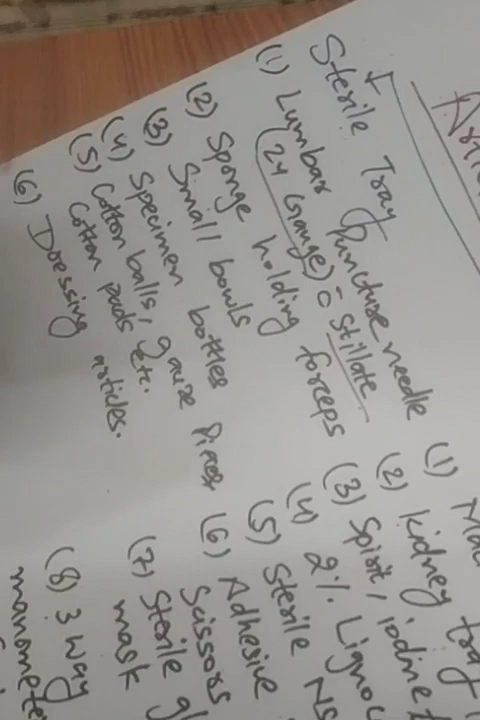 Sterile Tray
(1) Lumbar puncture needle
(24 Gauge) = stillate
(2) Sponge holding forceps
(3) Small bowls
(4) Specimen bottles
(5) Cotton balls, gauze pieces
Cotton pads etc.
(6) Dressing articles.
(1)
(2) kidney tray
(3) Spirit, iodine
(4) 2%
(5) Sterile NS
(6) Adhesive
Scissors
(7) Sterile
mask
(8) 3 way